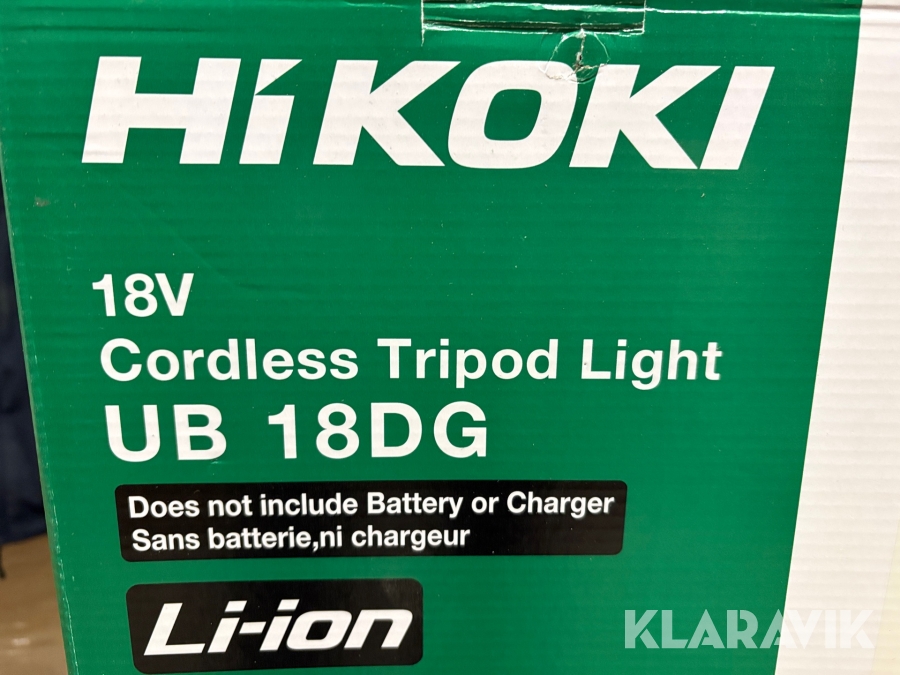 HiKOKI
18V
Cordless Tripod Light
UB 18DG
Does not include Battery or Charger
Sans batterie,ni chargeur
Li-ion
KLARAVIK